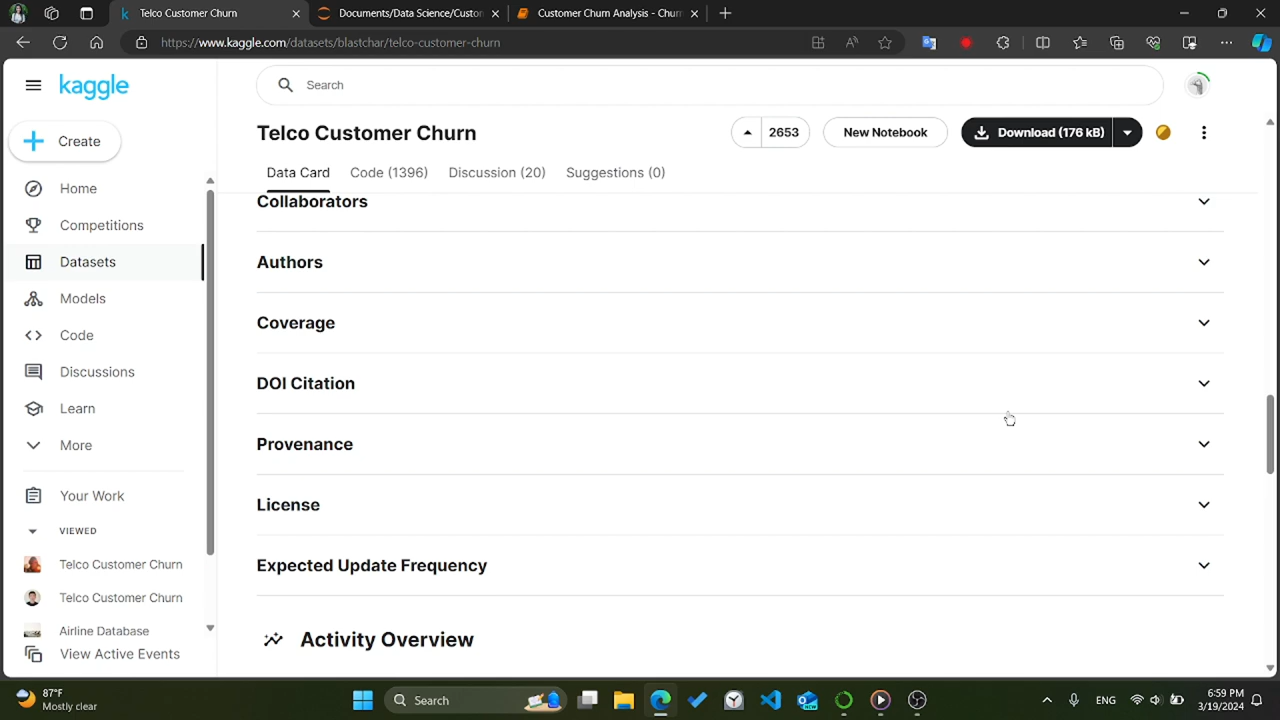 Telco Customer Churn
Documents/Data Science/Custor
Customer Churn Analysis - Churn
https://www.kaggle.com/datasets/blastchar/telco-customer-churn
kaggle
Search
Create
Telco Customer Churn
2653
New Notebook
Download (176 kB)
Data Card
Code (1396)
Discussion (20)
Suggestions (0)
Home
Competitions
Datasets
Models
Code
Discussions
Learn
More
Your Work
VIEWED
Telco Customer Churn
Telco Customer Churn
Airline Database
View Active Events
Collaborators
Authors
Coverage
DOI Citation
Provenance
License
Expected Update Frequency
Activity Overview
87°F
Mostly clear
Search
ENG
6:59 PM
3/19/2024